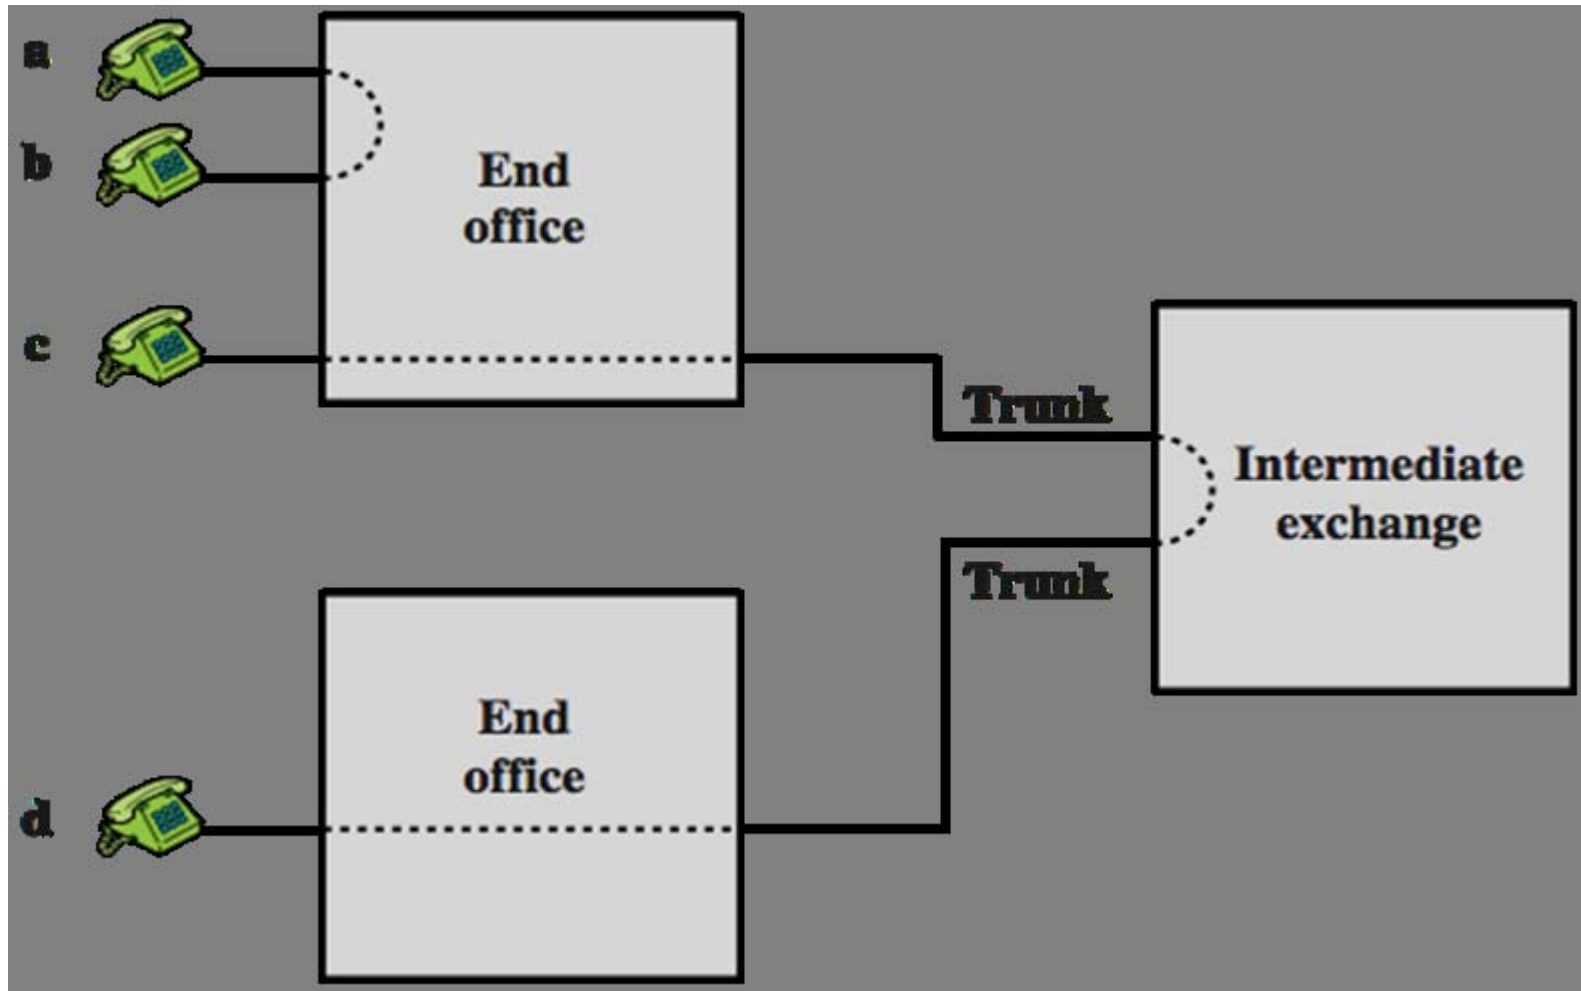 a
b
End
office
c
Trunk
Intermediate
exchange
Trunk
End
office
d